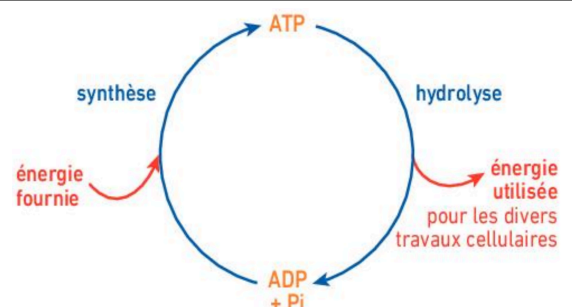 ATP
synthèse
hydrolyse
énergie
fournie
énergie
utilisée
pour les divers
travaux cellulaires
ADP
+ Pi